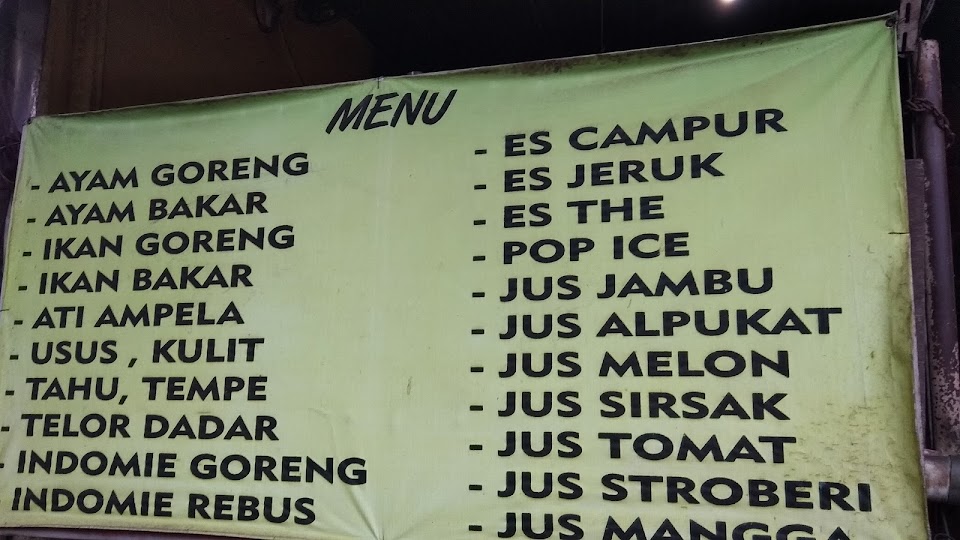 MENU
- AYAM GORENG
- AYAM BAKAR
- IKAN GORENG
- IKAN BAKAR
- ATI AMPELA
- USUS , KULIT
- TAHU, TEMPE
- TELOR DADAR
- INDOMIE GORENG
INDOMIE REBUS
- ES CAMPUR
- ES JERUK
- ES THE
- POP ICE
- JUS JAMBU
- JUS ALPUKAT
- JUS MELON
- JUS SIRSAK
- JUS TOMAT
- JUS STROBERI
- JUS MANGGA